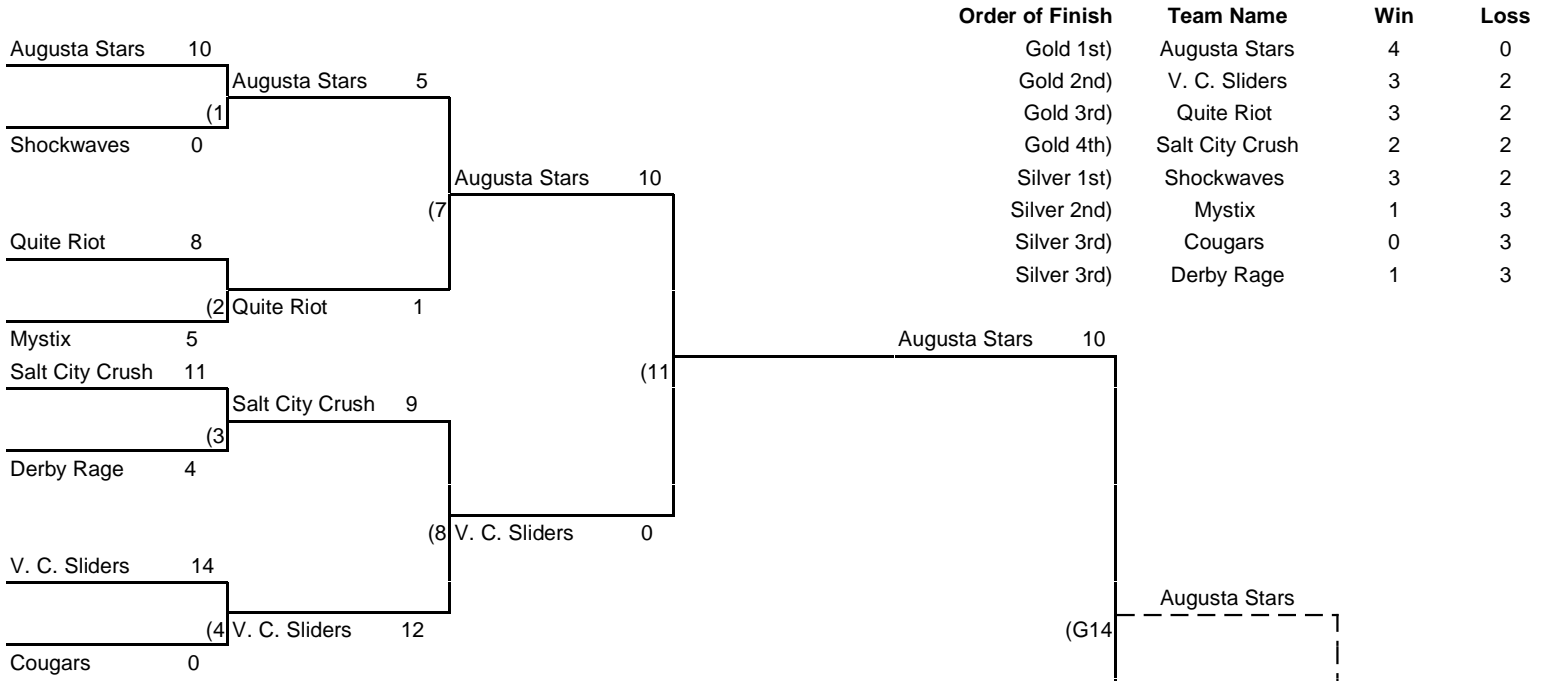 Order of Finish Team Name Win Loss
Augusta Stars 10 Gold 1st) Augusta Stars 4 0
Augusta Stars 5 Gold 2nd) V. C. Sliders 3 2
(1 Gold 3rd) Quite Riot 3 2
Shockwaves 0 Gold 4th) Salt City Crush 2 2
Augusta Stars 10 Silver 1st) Shockwaves 3 2
(7 Silver 2nd) Mystix 1 3
Quite Riot 8 Silver 3rd) Cougars 0 3
Silver 3rd) Derby Rage 1 3
(2 Quite Riot 1
Mystix 5 Augusta Stars 10
Salt City Crush 11 (11
Salt City Crush 9
(3
Derby Rage 4
(8 V. C. Sliders 0
V. C. Sliders 14
Augusta Stars
(4 V. C. Sliders 12 (G14
Cougars 0